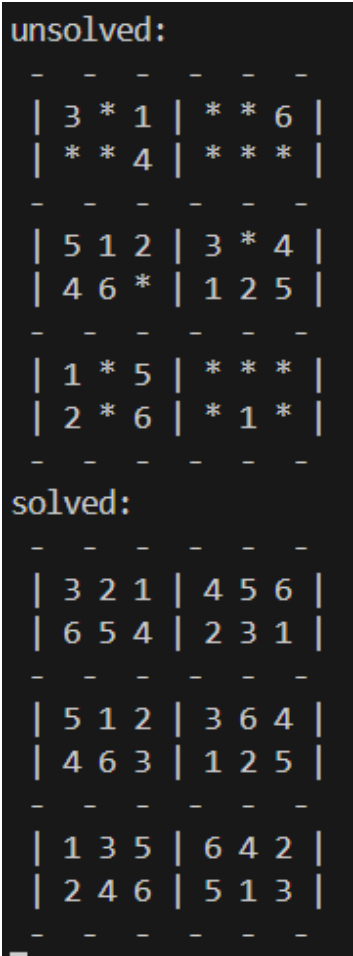 unsolved:
- - - - - -
| 3 * 1 | * * 6 |
| * * 4 | * * * |
- - - - - -
| 5 1 2 | 3 * 4 |
| 4 6 * | 1 2 5 |
- - - - - -
| 1 * 5 | * * * |
| 2 * 6 | * 1 * |
- - - - - -
solved:
- - - - - -
| 3 2 1 | 4 5 6 |
| 6 5 4 | 2 3 1 |
- - - - - -
| 5 1 2 | 3 6 4 |
| 4 6 3 | 1 2 5 |
- - - - - -
| 1 3 5 | 6 4 2 |
| 2 4 6 | 5 1 3 |
- - - - - -